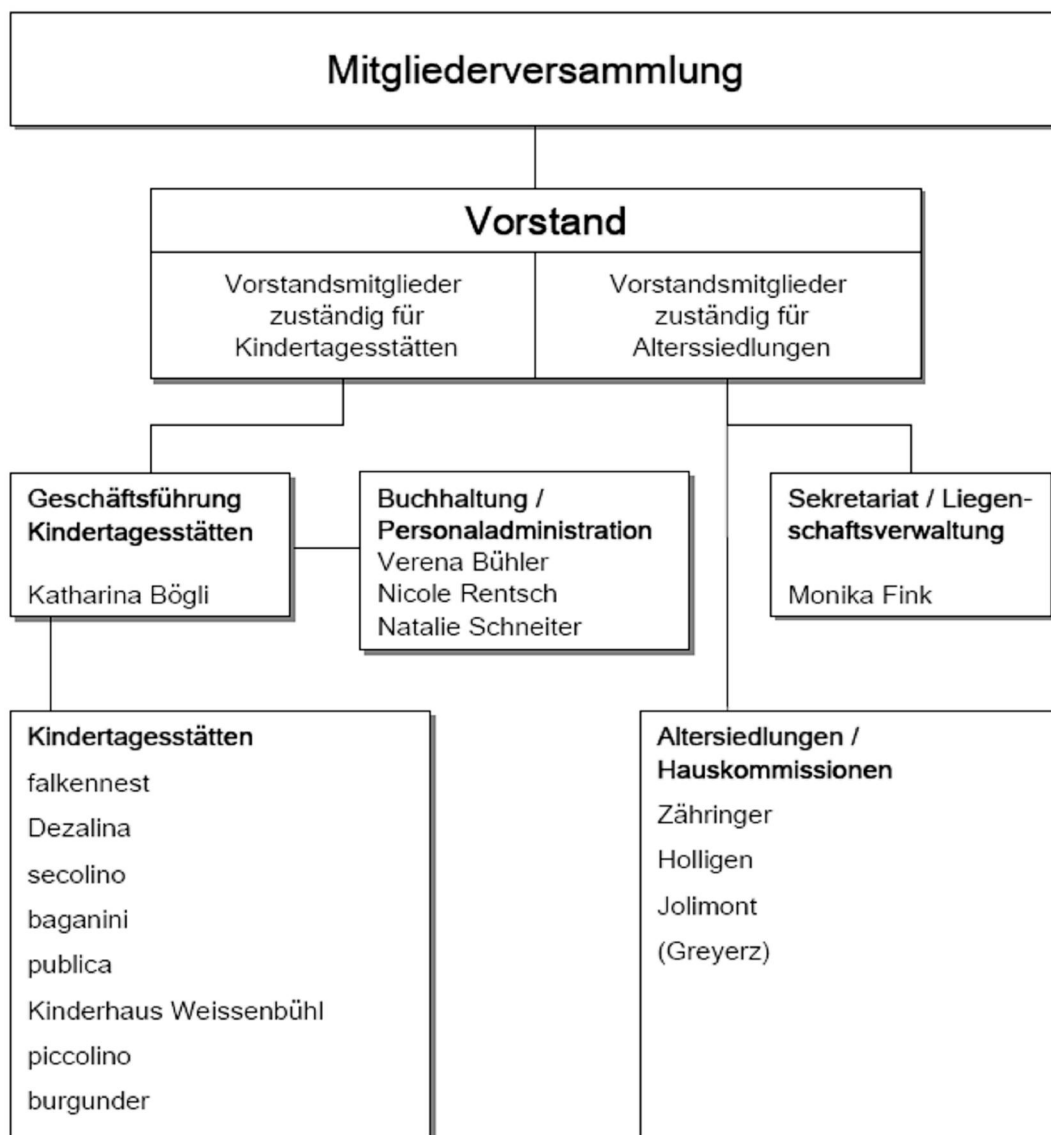 Mitgliederversammlung
Vorstand
Vorstandsmitglieder
zuständig für
Kindertagesstätten
Vorstandsmitglieder
zuständig für
Alterssiedlungen
Geschäftsführung
Kindertagesstätten
Katharina Bögli
Buchhaltung /
Personaladministration
Verena Bühler
Nicole Rentsch
Natalie Schneiter
Sekretariat / Liegen-
schaftsverwaltung
Monika Fink
Kindertagesstätten
falkennest
Dezalina
secolino
baganini
publica
Kinderhaus Weissenbühl
piccolino
burgunder
Altersiedlungen /
Hauskommissionen
Zähringer
Holligen
Jolimont
(Greyerz)